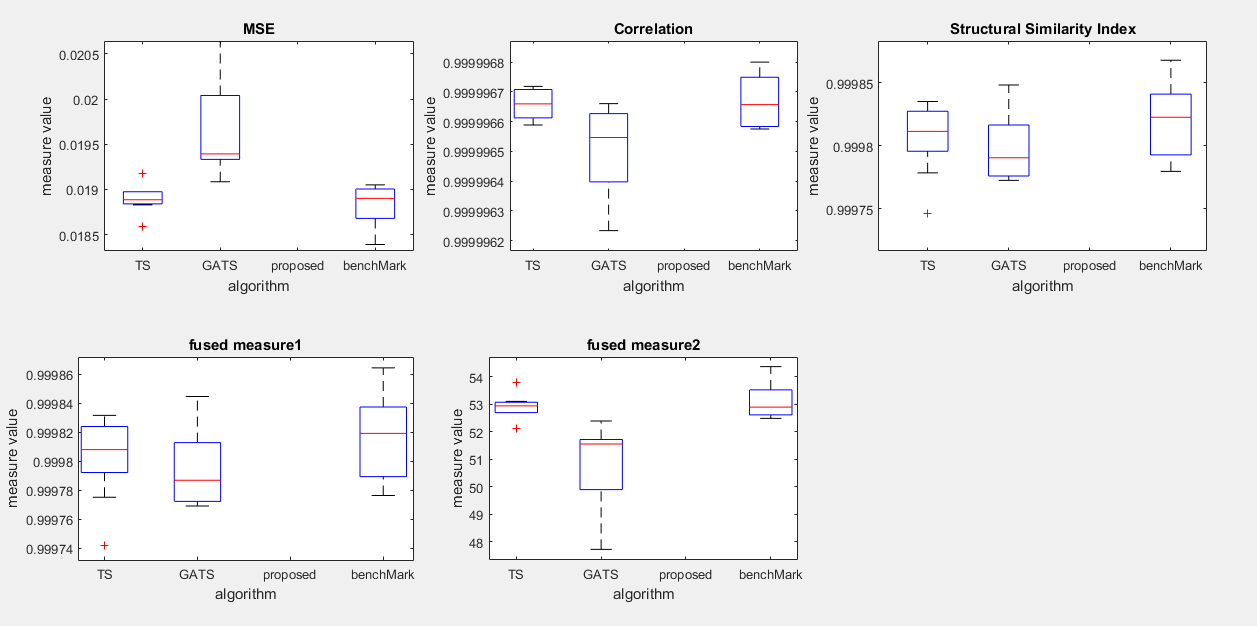 MSE
0.0205
0.02
0.0195
0.019
0.0185
measure value
TS GATS proposed benchMark
algorithm
Correlation
0.9999968
0.9999967
0.9999966
0.9999965
0.9999964
0.9999963
0.9999962
measure value
TS GATS proposed benchMark
algorithm
Structural Similarity Index
0.99985
0.9998
0.99975
measure value
TS GATS proposed benchMark
algorithm
fused measure1
0.99986
0.99984
0.99982
0.9998
0.99978
0.99976
0.99974
measure value
TS GATS proposed benchMark
algorithm
fused measure2
54
53
52
51
50
49
48
measure value
TS GATS proposed benchMark
algorithm